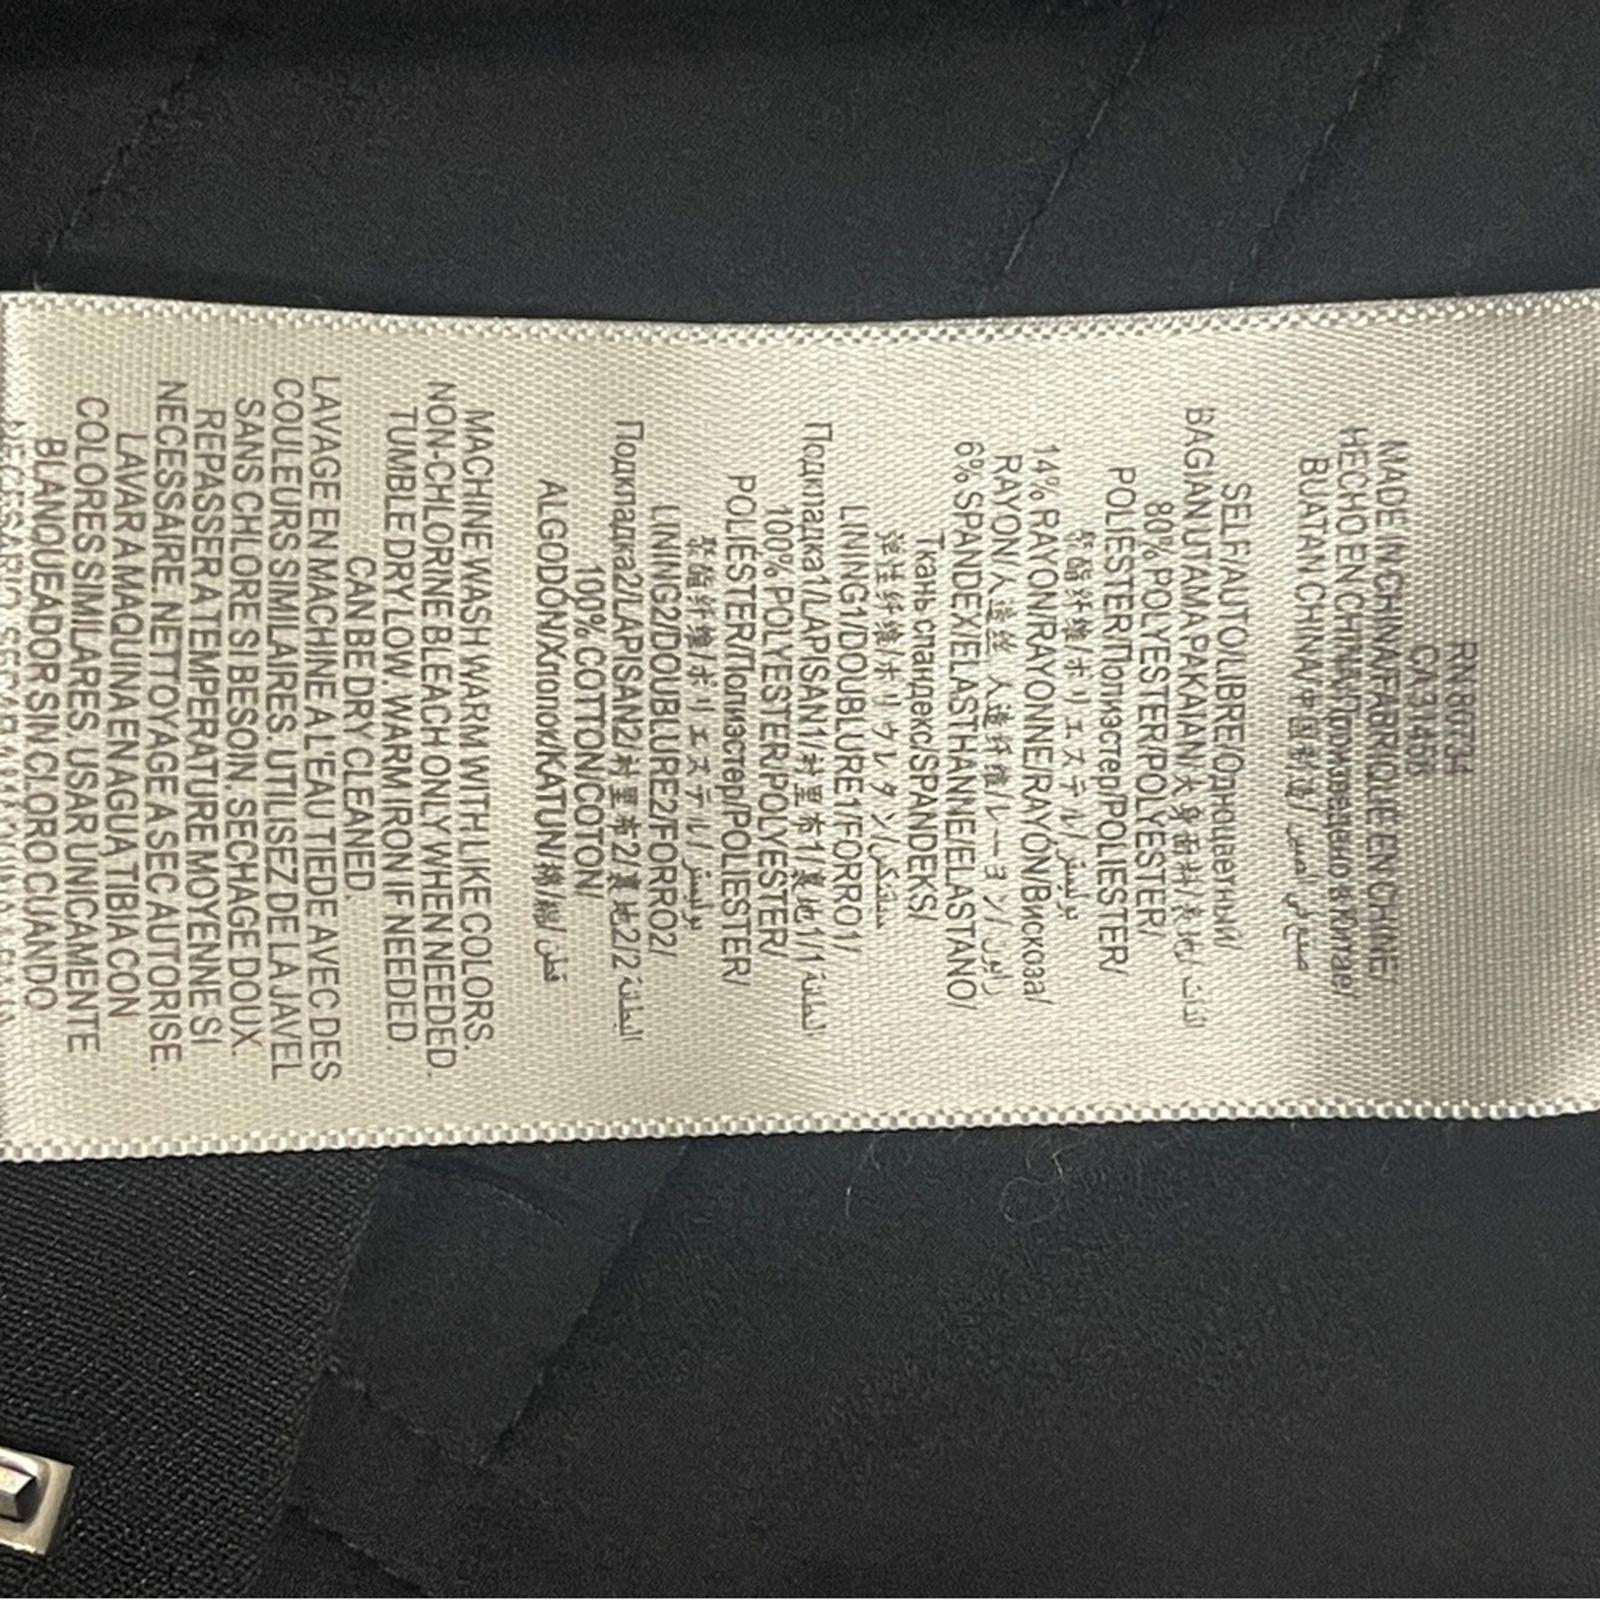 RN 80734
CA 31456
MADE IN CHINA/FABRIQUÉ EN CHINE/
HECHO EN CHINA/Произведено в Китае/
BUATAN CHINA/中国制造/ صنع في الصين
SELF/AUTO/LIBRE/Одноцветный/
BAGIAN UTAMA PAKAIAN/大身面料/表地/ الذات
80% POLYESTER/POLYESTER/
POLIESTER/Полиэстер/POLIESTER/
聚酯纤维/ポリエステル/ بوليستر
14% RAYON/RAYONNE/RAYÓN/Вискоза/
RAYON/人造丝 人造纤维/レーヨン/ رايون
6% SPANDEX/ELASTHANNE/ELASTANO/
Ткань спандекс/SPANDEKS/
弹性纤维/ポリウレタン/
LINING1/DOUBLURE1/FORRO1/
Подкладка1/LAPISAN1/衬里布1/裏地1/البطانة1
100% POLYESTER/POLYESTER/
POLIESTER/Полиэстер/POLIESTER/
聚酯纤维/ポリエステル/ بوليستر
LINING2/DOUBLURE2/FORRO2/
Подкладка2/LAPISAN2/衬里布2/裏地2/البطانة2
100% COTTON/COTON/
ALGODÓN/Хлопок/KATUN/棉/綿/ قطن
MACHINE WASH WARM WITH LIKE COLORS.
NON-CHLORINE BLEACH ONLY WHEN NEEDED.
TUMBLE DRY LOW. WARM IRON IF NEEDED.
CAN BE DRY CLEANED.
LAVAGE EN MACHINE A L'EAU TIEDE AVEC DES
COULEURS SIMILAIRES. UTILISEZ DE LA JAVEL
SANS CHLORE SI BESOIN. SECHAGE DOUX.
REPASSER A TEMPERATURE MOYENNE SI
NECESSAIRE. NETTOYAGE A SEC AUTORISE.
LAVAR A MAQUINA EN AGUA TIBIA CON
COLORES SIMILARES. USAR UNICAMENTE
BLANQUEADOR SIN CLORO CUANDO